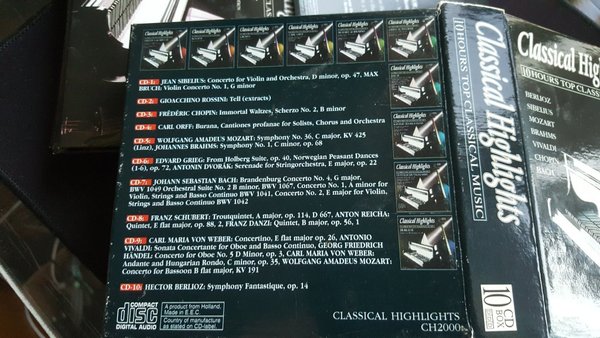 CD-1: JEAN SIBELIUS: Concerto for Violin and Orchestra, D minor, op. 47, MAX
BRUCH: Violin Concerto No. 1, G minor
CD-2: GIOACCHINO ROSSINI: Tell (extracts)
CD-3: FRÉDÉRIC CHOPIN: Immortal Waltzes, Scherzo No. 2, B minor
CD-4: CARL ORFF: Burana, Cantiones profanae for Solists, Chorus and Orchestra
CD-5: WOLFGANG AMADEUS MOZART: Symphony No. 36, C major, KV 425
(Linz), JOHANNES BRAHMS: Symphony No. 1, C minor, op. 68
CD-6: EDVARD GRIEG: From Holberg Suite, op. 40, Norwegian Peasant Dances
(1-6), op. 72, ANTONIN DVORÁK: Serenade for Stringorchestra, E major, op. 22
CD-7: JOHANN SEBASTIAN BACH: Brandenburg Concerto No. 4, G major,
BWV 1049 Orchestral Suite No. 2 B minor, BWV 1067, Concerto No. 1, A minor for
Violin, Strings and Basso Continuo BWV 1041, Concerto No. 2, E major for Violin,
Strings and Basso Continuo BWV 1042
CD-8: FRANZ SCHUBERT: Troutquintet, A major, op. 114, D 667, ANTON REICHA:
Quintet, E flat major, op. 88, 2, FRANZ DANZI: Quintet, B major, op. 56, 1
CD-9: CARL MARIA VON WEBER: Concertino, E flat major op. 26, ANTONIO
VIVALDI: Sonata Concertante for Oboe and Basso Continuo, GEORG FRIEDRICH
HÄNDEL: Concerto for Oboe No. 5 D Minor, op. 3, CARL MARIA VON WEBER:
Andante and Hungarian Rondo, C minor, op. 35, WOLFGANG AMADEUS MOZART:
Concerto for Bassoon B flat major, KV 191
CD-10: HECTOR BERLIOZ: Symphony Fantastique, op. 14
COMPACT
disc
DIGITAL AUDIO
A product from Holland.
Made in E.E.C.
Country of manufacture
as stated on CD-label.
CLASSICAL HIGHLIGHTS
CH2000
Classical Highlights
10 HOURS TOP CLASSICAL MUSIC
10 CD
BOX
Classical Highl
10 HOURS TOP CLASS
BERLIOZ
SIBELIUS
MOZART
BRAHMS
VIVALDI
CHOPIN
BACH